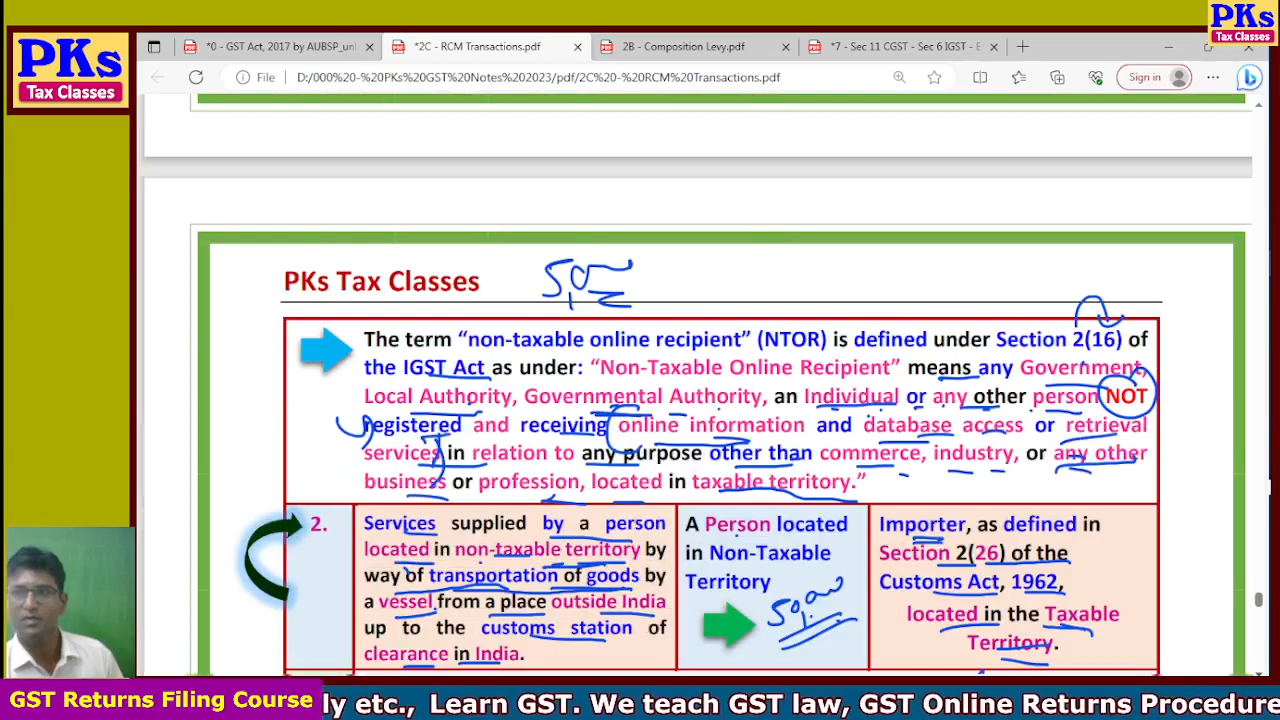 PKs
Tax Classes
PKs
Tax Classes
*0 - GST Act, 2017 by AUBSP_unl
*2C - RCM Transactions.pdf
2B - Composition Levy.pdf
*7 - Sec 11 CGST - Sec 6 IGST - E
File
D:/000%20-%20PKs%20GST%20Notes%202023/pdf/2C%20-%20RCM%20Transactions.pdf
Sign in
PKs Tax Classes
The term “non-taxable online recipient” (NTOR) is defined under Section 2(16) of
the IGST Act as under: “Non-Taxable Online Recipient” means any Government,
Local Authority, Governmental Authority, an Individual or any other person NOT
registered and receiving online information and database access or retrieval
services in relation to any purpose other than commerce, industry, or any other
business or profession, located in taxable territory.”
2.
Services supplied by a person
located in non-taxable territory by
way of transportation of goods by
a vessel from a place outside India
up to the customs station of
clearance in India.
A Person located
in Non-Taxable
Territory
Importer, as defined in
Section 2(26) of the
Customs Act, 1962,
located in the Taxable
Territory.
GST Returns Filing Course
ly etc., Learn GST. We teach GST law, GST Online Returns Procedure